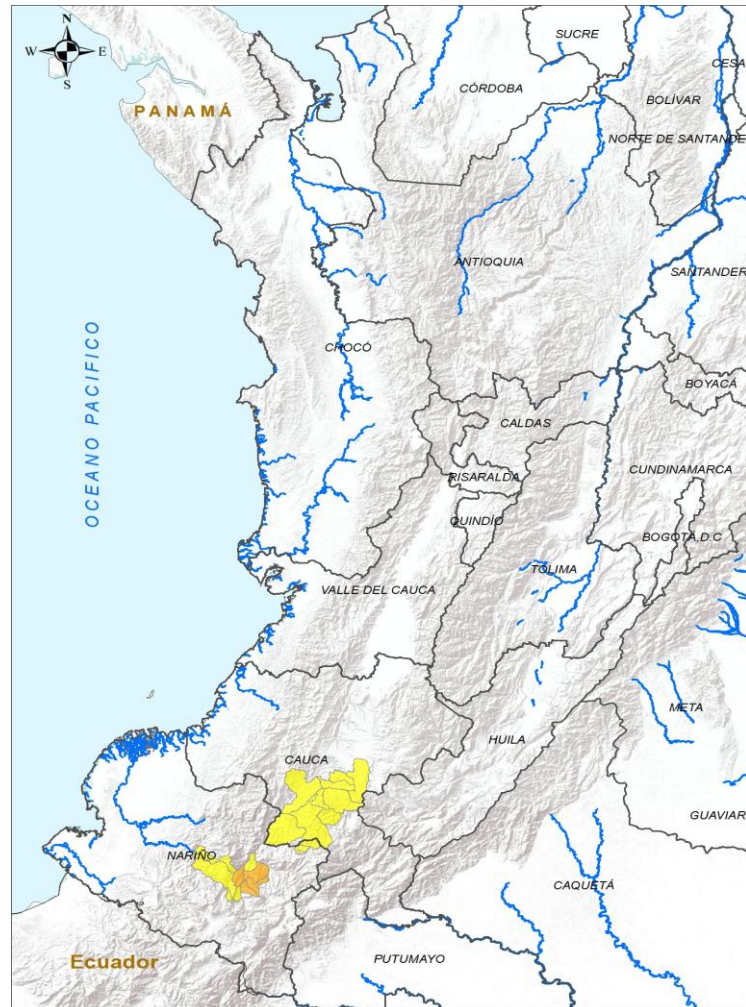 N
W E
S
SUCRE
CESA
CÓRDOBA
BOLÍVAR
PANAMÁ
NORTE DE SANTANDE
ANTIOQUIA
SANTANDER
OCEANO PACIFICO
CHOCÓ
BOYACÁ
CALDAS
CUNDINAMARCA
RISARALDA
QUINDÍO
BOGOTÁ,D.C
TOLIMA
VALLE DEL CAUCA
META
HUILA
CAUCA
GUAVIAR
NARIÑO
CAQUETÁ
Ecuador
PUTUMAYO